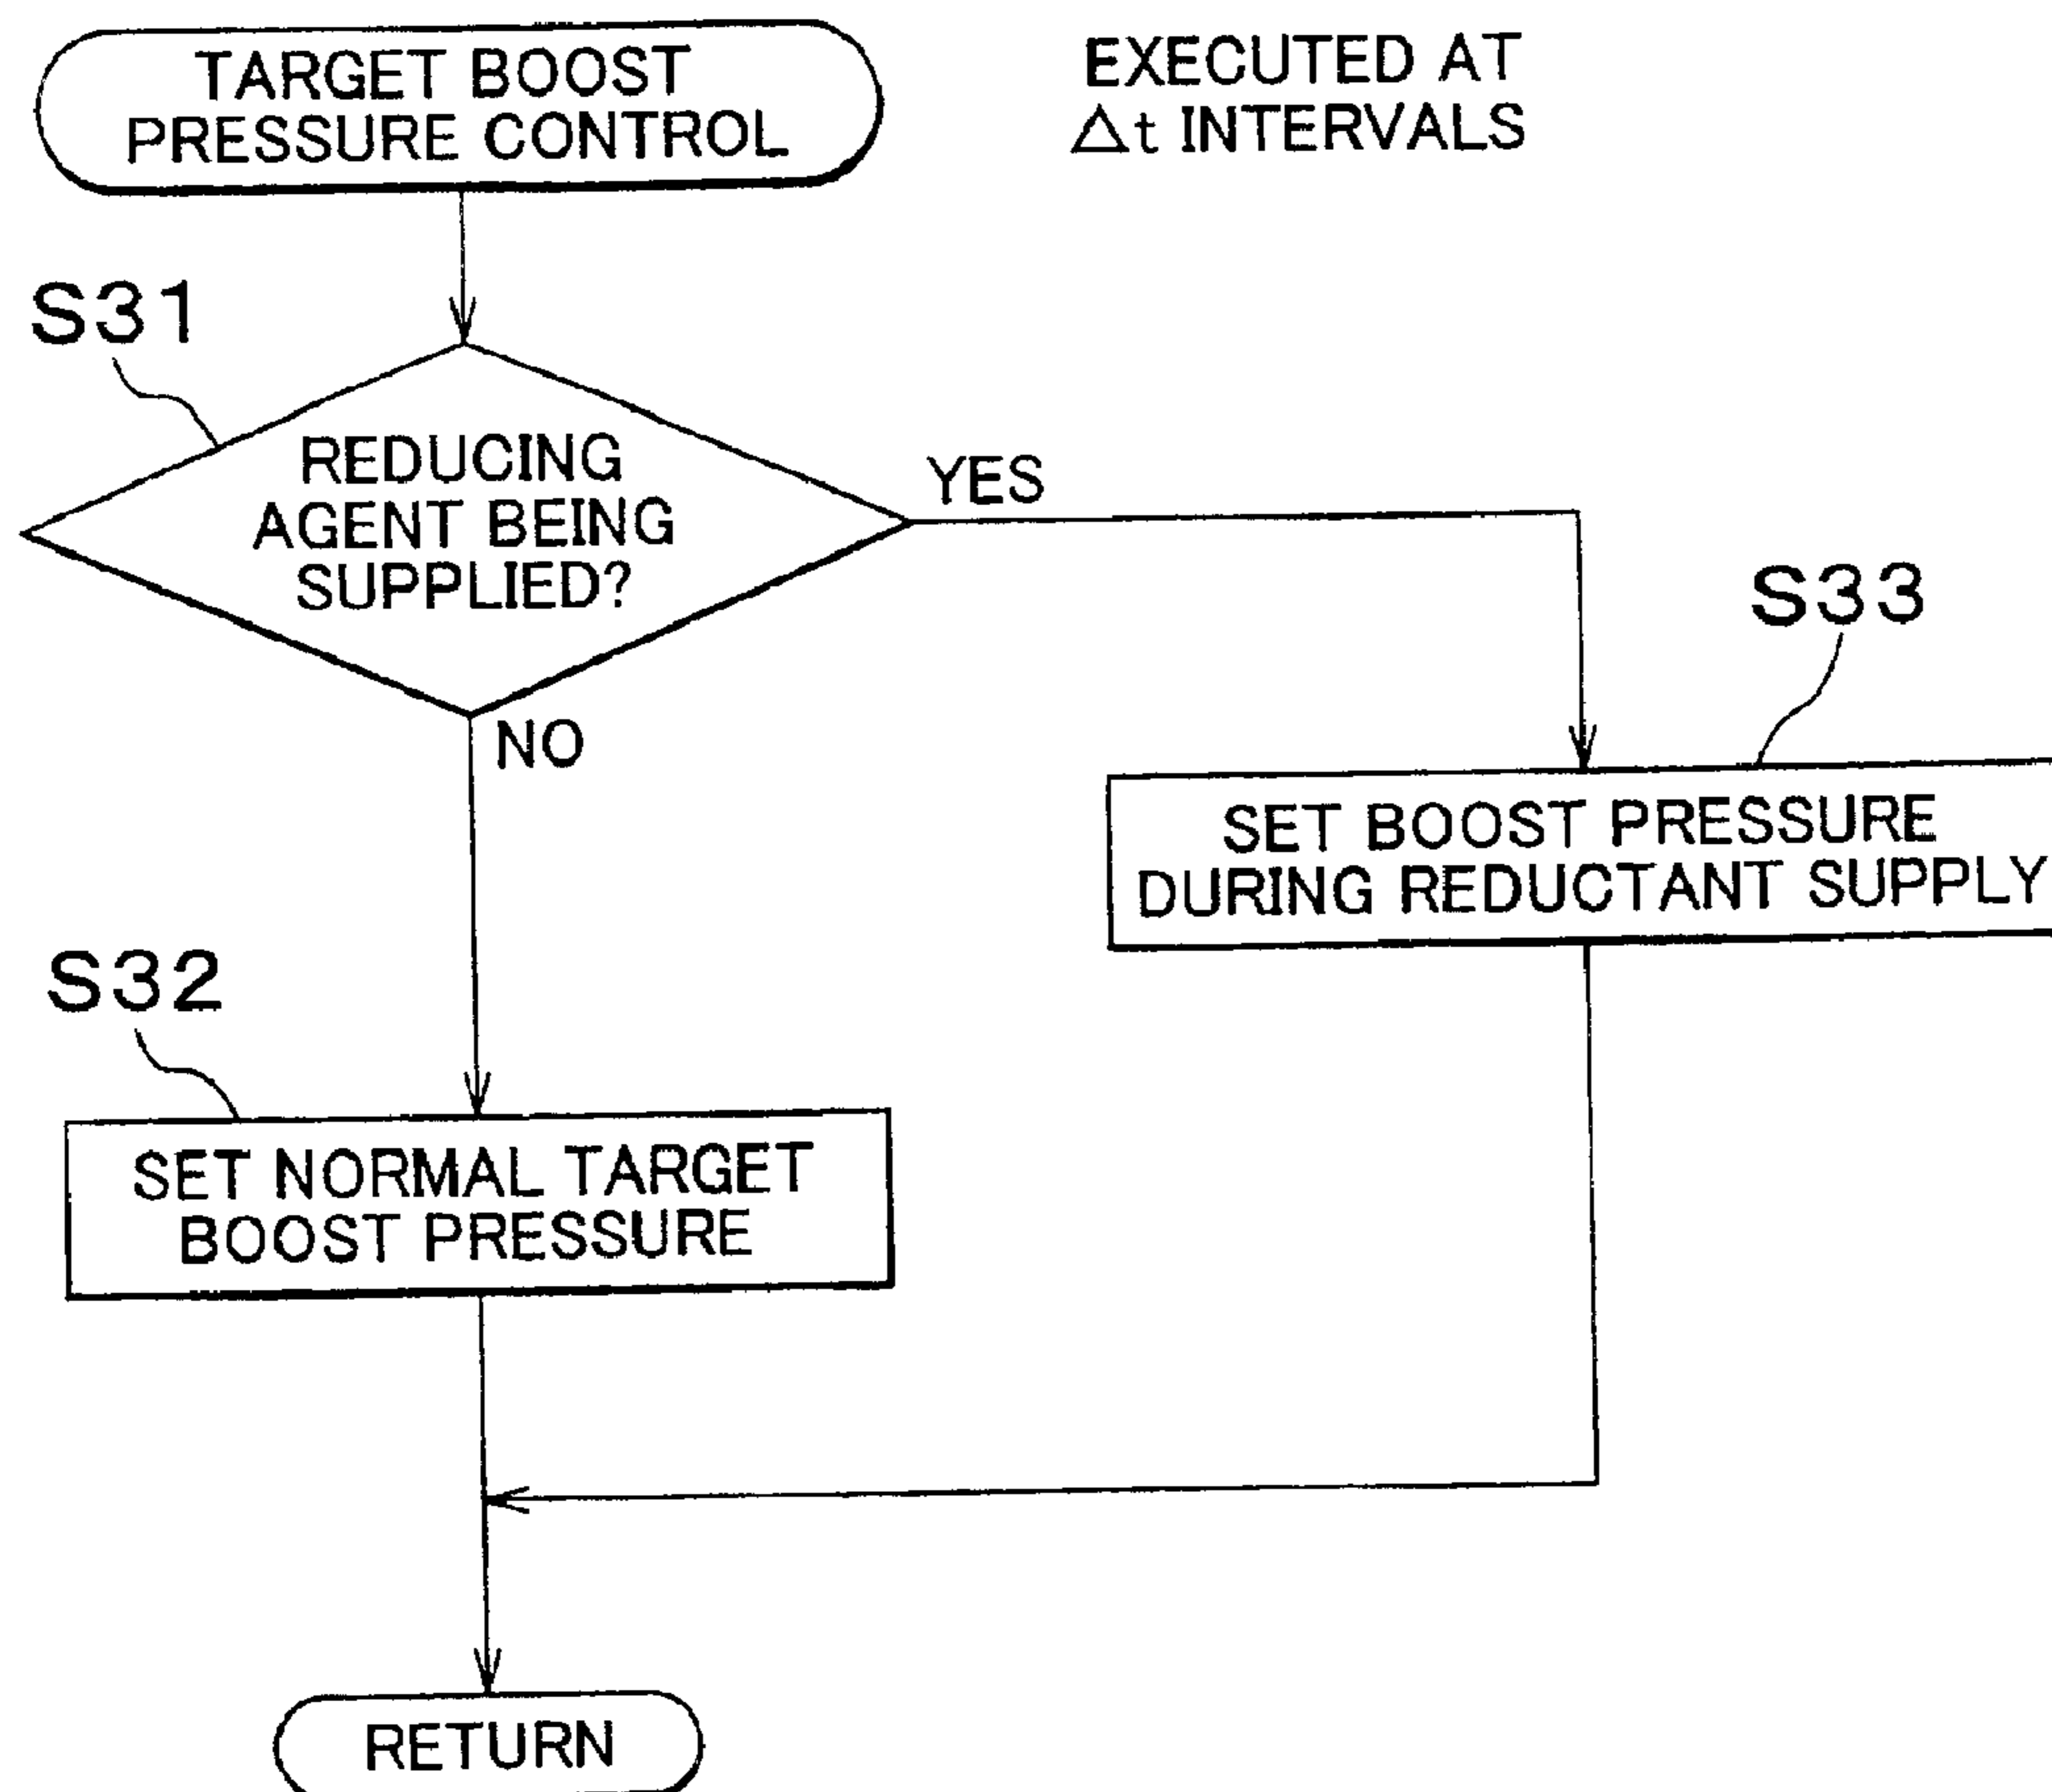 TARGET BOOST
PRESSURE CONTROL
EXECUTED AT
Δt INTERVALS
S31
REDUCING
AGENT BEING
SUPPLIED?
YES
NO
S33
SET BOOST PRESSURE
DURING REDUCTANT SUPPLY
S32
SET NORMAL TARGET
BOOST PRESSURE
RETURN